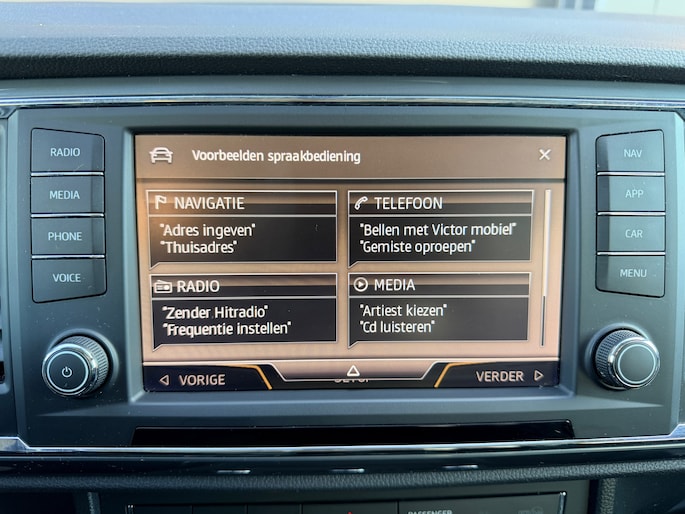 RADIO
MEDIA
PHONE
VOICE
Voorbeelden spraakbediening
NAVIGATIE
"Adres ingeven"
"Thuisadres"
TELEFOON
"Bellen met Victor mobiel"
"Gemiste oproepen"
RADIO
"Zender Hitradio"
"Frequentie instellen"
MEDIA
"Artiest kiezen"
"Cd luisteren"
VORIGE
VERDER
NAV
APP
CAR
MENU
PASSENGER